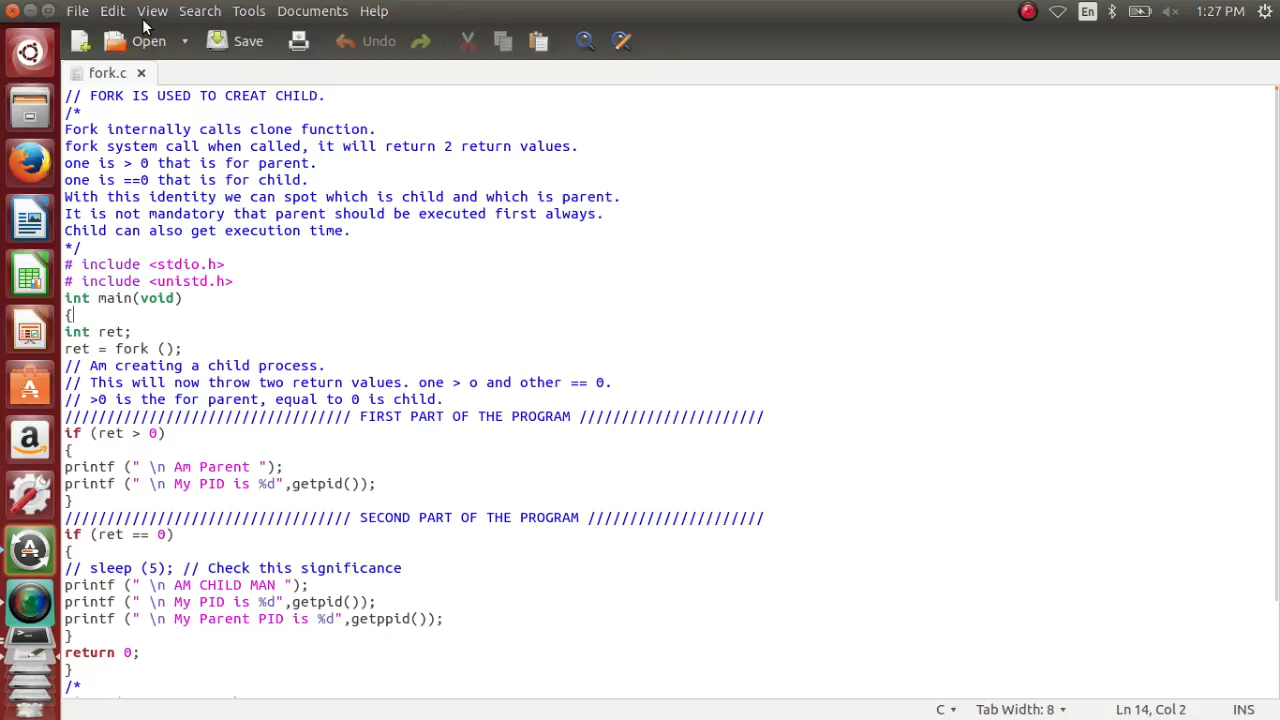 File Edit View Search Tools Documents Help En 1:27 PM
Open Save Undo
fork.c
// FORK IS USED TO CREAT CHILD.
/*
Fork internally calls clone function.
fork system call when called, it will return 2 return values.
one is > 0 that is for parent.
one is ==0 that is for child.
With this identity we can spot which is child and which is parent.
It is not mandatory that parent should be executed first always.
Child can also get execution time.
*/
# include <stdio.h>
# include <unistd.h>
int main(void)
{
int ret;
ret = fork ();
// Am creating a child process.
// This will now throw two return values. one > o and other == 0.
// >0 is the for parent, equal to 0 is child.
////////////////////////////////// FIRST PART OF THE PROGRAM //////////////////////
if (ret > 0)
{
printf (" \n Am Parent ");
printf (" \n My PID is %d",getpid());
}
////////////////////////////////// SECOND PART OF THE PROGRAM /////////////////////
if (ret == 0)
{
// sleep (5); // Check this significance
printf (" \n AM CHILD MAN ");
printf (" \n My PID is %d",getpid());
printf (" \n My Parent PID is %d",getppid());
}
return 0;
}
/*
C Tab Width: 8 Ln 14, Col 2 INS